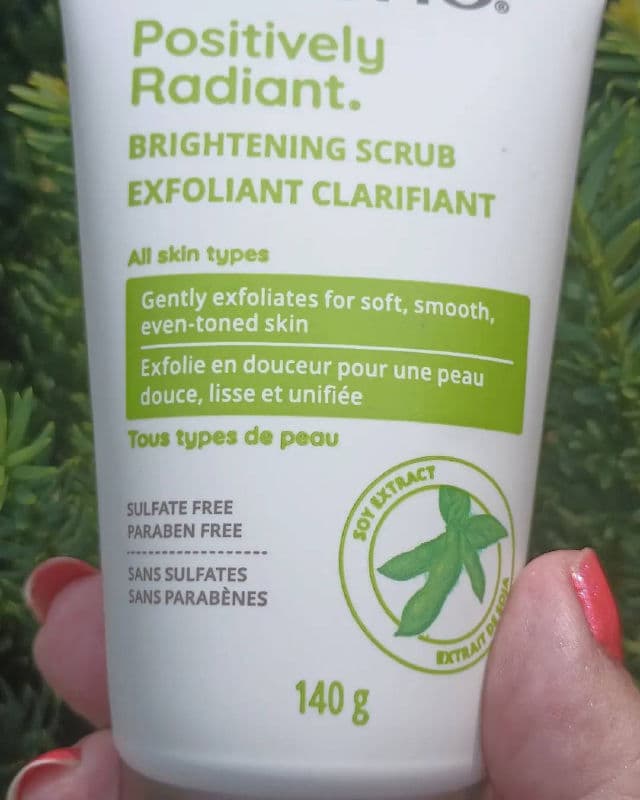 Positively
Radiant.
BRIGHTENING SCRUB
EXFOLIANT CLARIFIANT
All skin types
Gently exfoliates for soft, smooth,
even-toned skin
Exfolie en douceur pour une peau
douce, lisse et unifiée
Tous types de peau
SULFATE FREE
PARABEN FREE
SANS SULFATES
SANS PARABÈNES
SOY EXTRACT
EXTRAIT DE SOJA
140 g